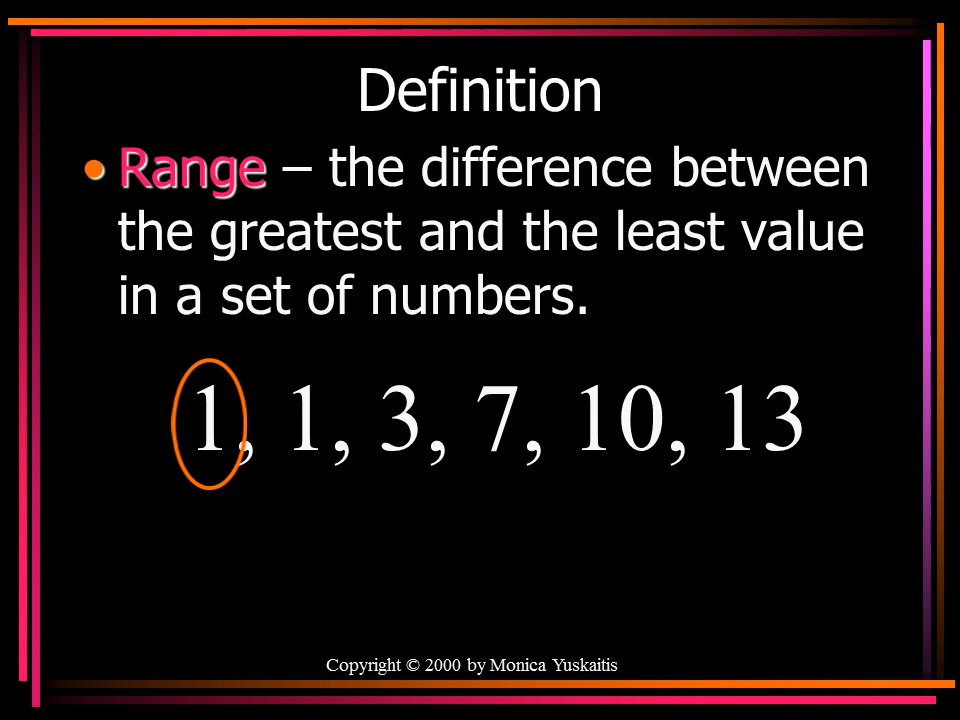 Definition
•Range – the difference between
the greatest and the least value
in a set of numbers.
1, 1, 3, 7, 10, 13
Copyright © 2000 by Monica Yuskaitis